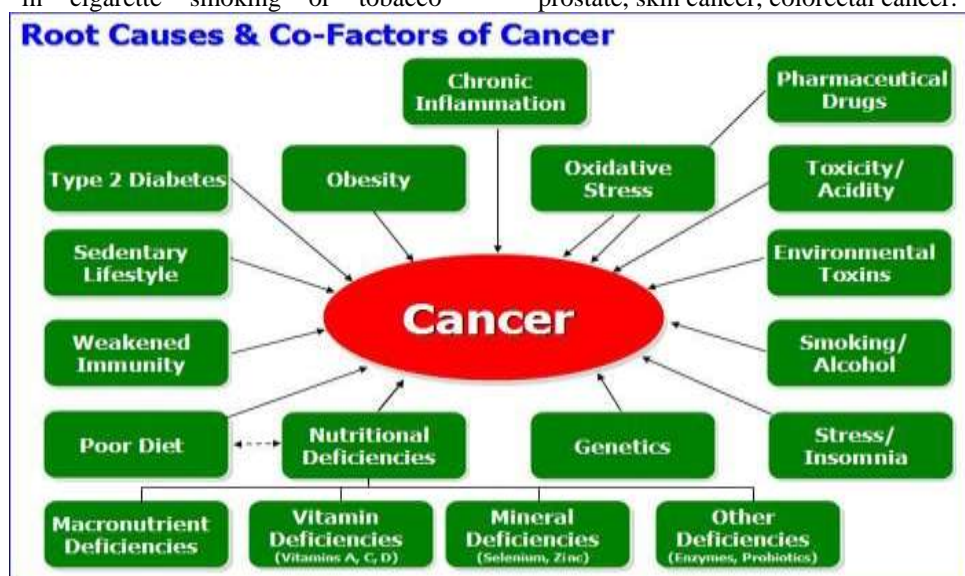 in cigarette smoking or tobacco
prostate, skin cancer, colorectal cancer.
Root Causes & Co-Factors of Cancer
Chronic
Inflammation
Pharmaceutical
Drugs
Type 2 Diabetes
Obesity
Oxidative
Stress
Toxicity/
Acidity
Sedentary
Lifestyle
Environmental
Toxins
Cancer
Weakened
Immunity
Smoking/
Alcohol
Poor Diet
Nutritional
Deficiencies
Genetics
Stress/
Insomnia
Macronutrient
Deficiencies
Vitamin
Deficiencies
(Vitamins A, C, D)
Mineral
Deficiencies
(Selenium, Zinc)
Other
Deficiencies
(Enzymes, Probiotics)